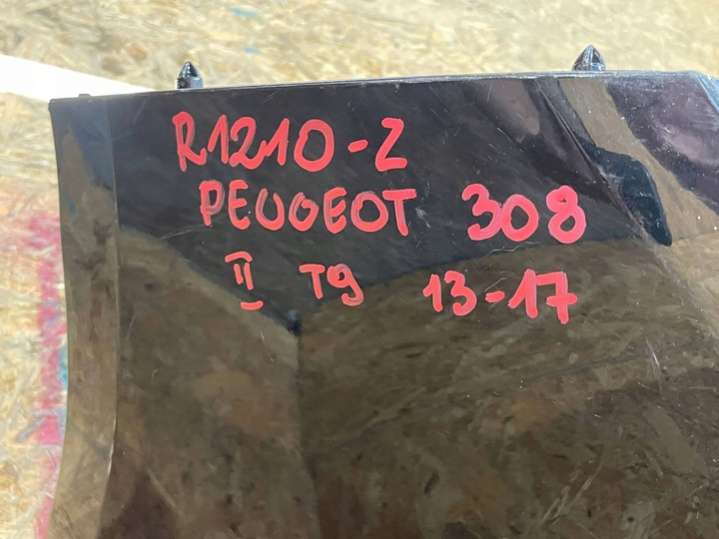 R1210-Z
PEUGEOT 308
II T9 13-17